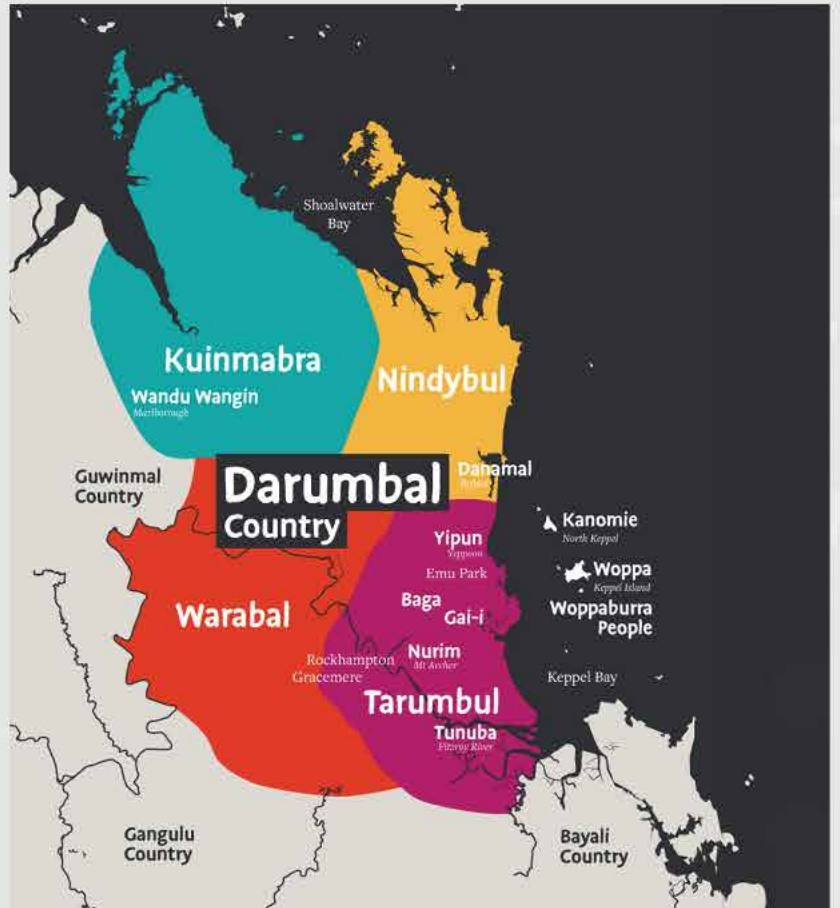 Shoalwater
Bay
Kuinmabra
Wandu Wangin
Marlborough
Nindybul
Guwinmal
Country
Darumbal
Country
Danamal
Kanomie
North Keppel
Yipun
Yeppoon
Emu Park
Woppa
Keppel Island
Woppaburra
People
Baga
Gai-i
Warabal
Nurim
Mt Archer
Rockhampton
Gracemere
Keppel Bay
Tarumbul
Tunuba
Fitzroy River
Gangulu
Country
Bayali
Country